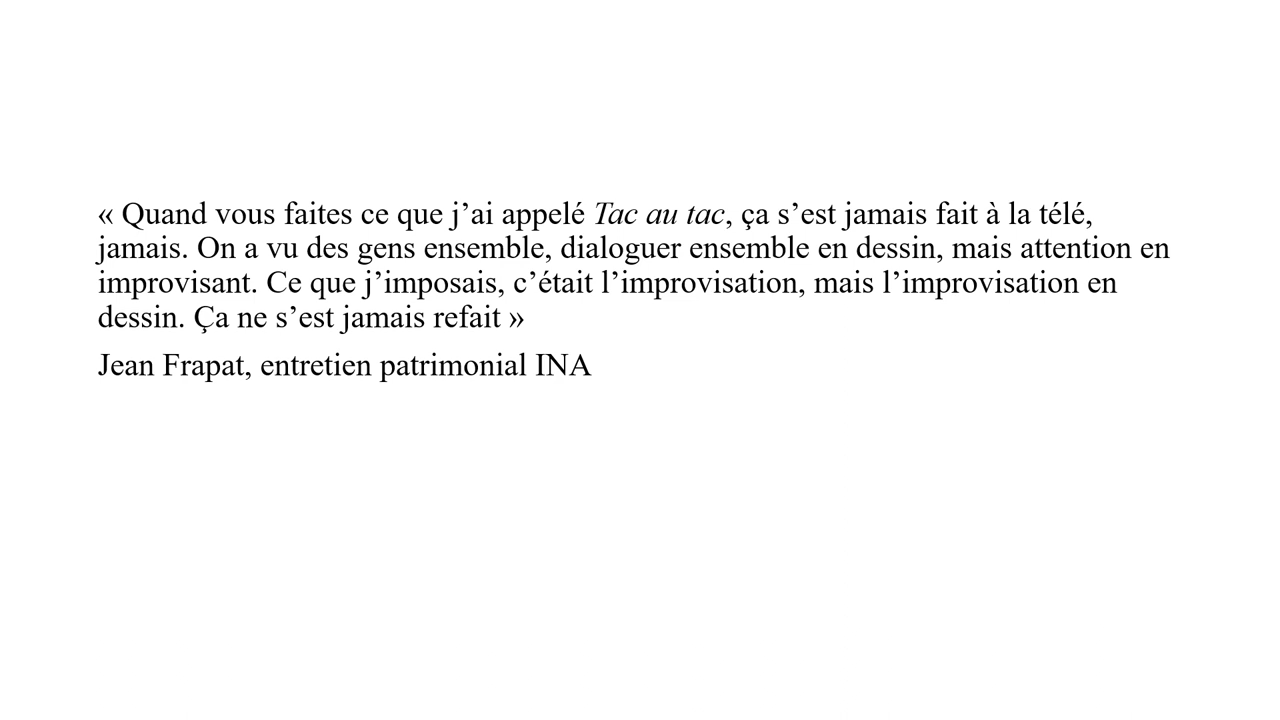 « Quand vous faites ce que j’ai appelé Tac au tac, ça s’est jamais fait à la télé,
jamais. On a vu des gens ensemble, dialoguer ensemble en dessin, mais attention en
improvisant. Ce que j’imposais, c’était l’improvisation, mais l’improvisation en
dessin. Ça ne s’est jamais refait »
Jean Frapat, entretien patrimonial INA